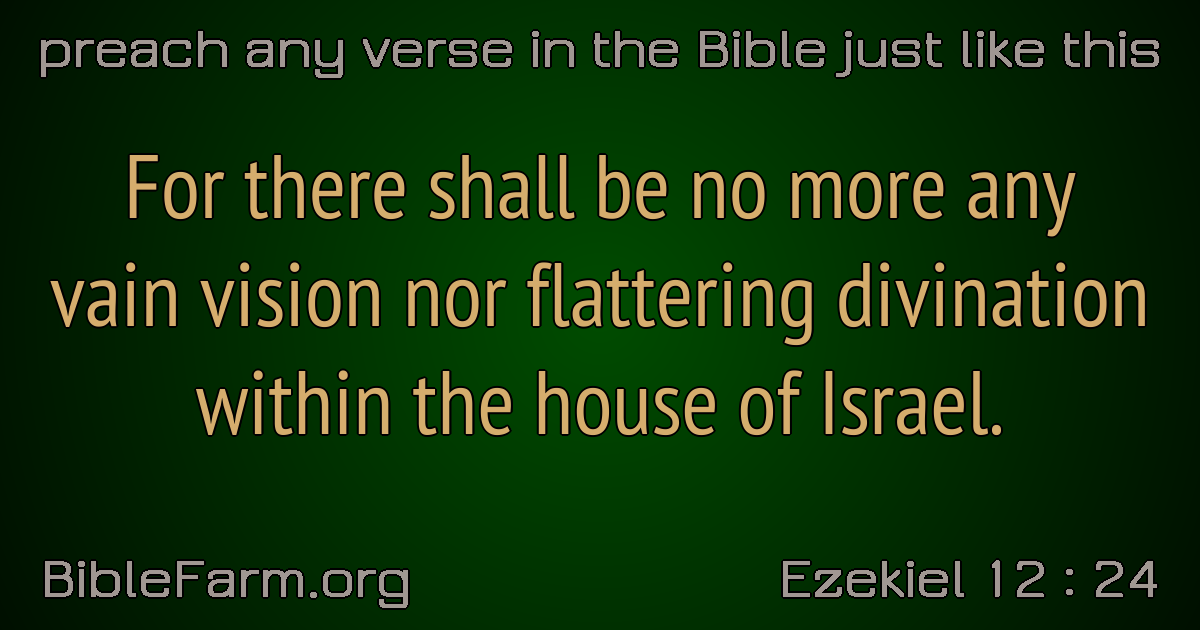 preach any verse in the Bible just like this
For there shall be no more any
vain vision nor flattering divination
within the house of Israel.
BibleFarm.org
Ezekiel 12 : 24